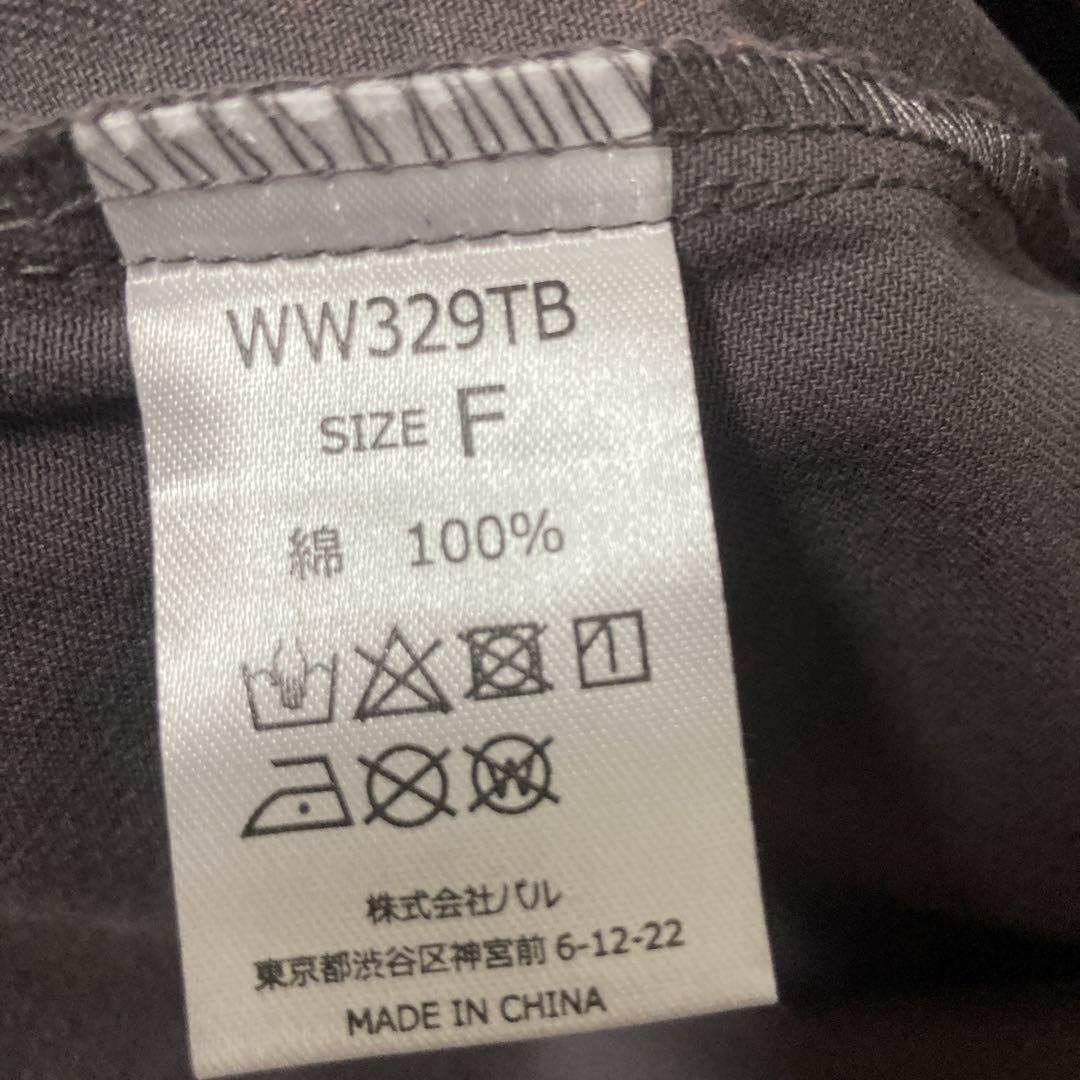 WW329TB
SIZE F
綿 100%
W
株式会社パル
東京都渋谷区神宮前 6-12-22
MADE IN CHINA